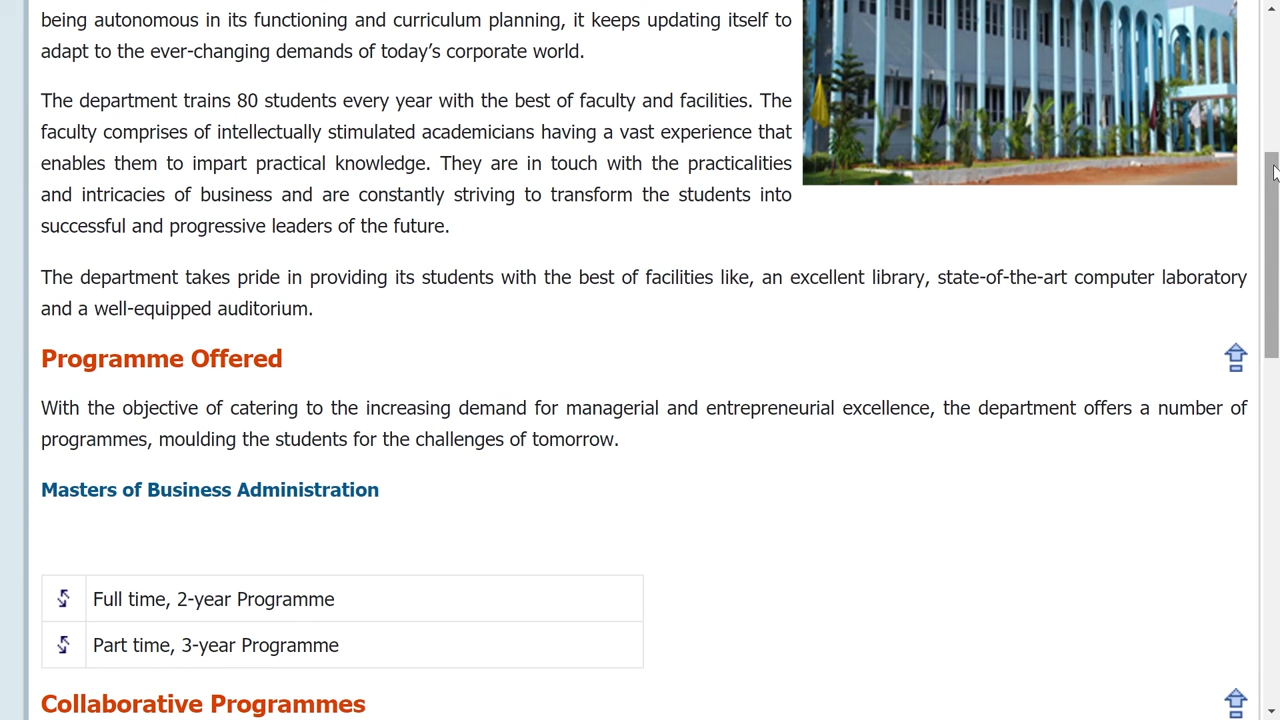 being autonomous in its functioning and curriculum planning, it keeps updating itself to
adapt to the ever-changing demands of today’s corporate world.
The department trains 80 students every year with the best of faculty and facilities. The
faculty comprises of intellectually stimulated academicians having a vast experience that
enables them to impart practical knowledge. They are in touch with the practicalities
and intricacies of business and are constantly striving to transform the students into
successful and progressive leaders of the future.
The department takes pride in providing its students with the best of facilities like, an excellent library, state-of-the-art computer laboratory
and a well-equipped auditorium.
Programme Offered
With the objective of catering to the increasing demand for managerial and entrepreneurial excellence, the department offers a number of
programmes, moulding the students for the challenges of tomorrow.
Masters of Business Administration
Full time, 2-year Programme
Part time, 3-year Programme
Collaborative Programmes